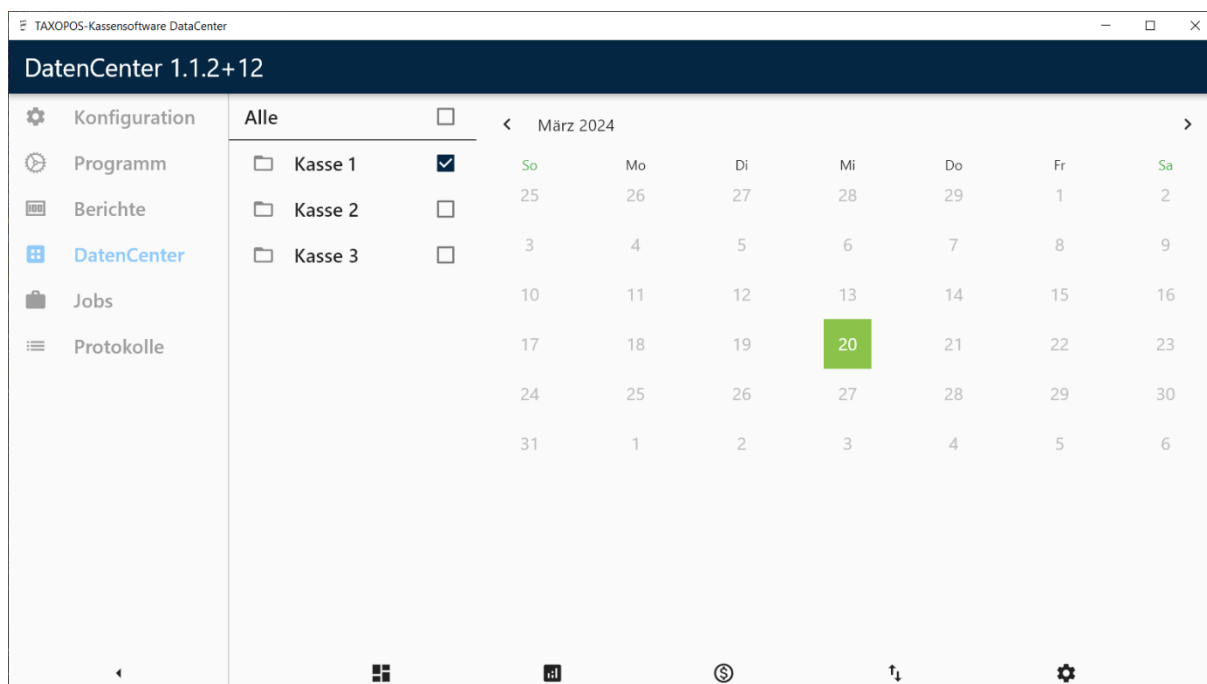 TAXOPOS-Kassensoftware DataCenter
DatenCenter 1.1.2+12
Konfiguration
Programm
Berichte
DatenCenter
Jobs
Protokolle
Alle
Kasse 1
Kasse 2
Kasse 3
März 2024
So Mo Di Mi Do Fr Sa
25 26 27 28 29 1 2
3 4 5 6 7 8 9
10 11 12 13 14 15 16
17 18 19 20 21 22 23
24 25 26 27 28 29 30
31 1 2 3 4 5 6